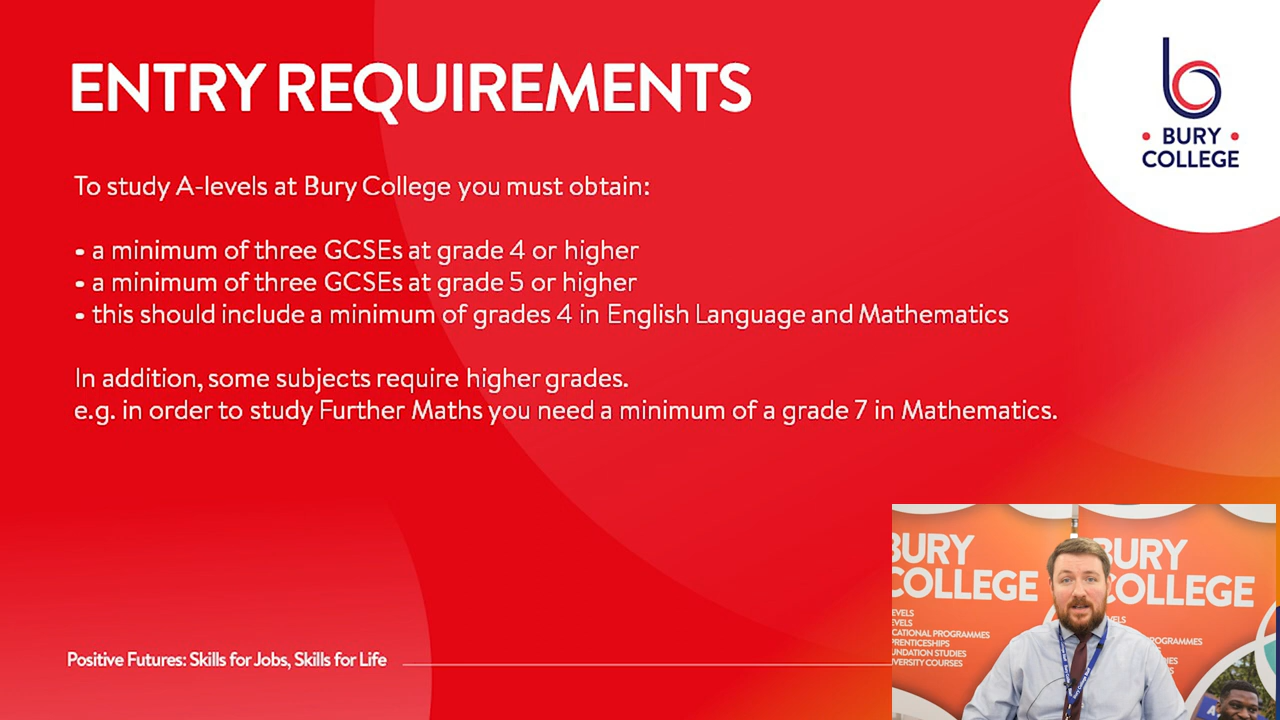 ENTRY REQUIREMENTS
BURY
COLLEGE
To study A-levels at Bury College you must obtain:
• a minimum of three GCSEs at grade 4 or higher
• a minimum of three GCSEs at grade 5 or higher
• this should include a minimum of grades 4 in English Language and Mathematics
In addition, some subjects require higher grades.
e.g. in order to study Further Maths you need a minimum of a grade 7 in Mathematics.
BURY
COLLEGE
BURY
COLLEGE
Positive Futures: Skills for Jobs, Skills for Life